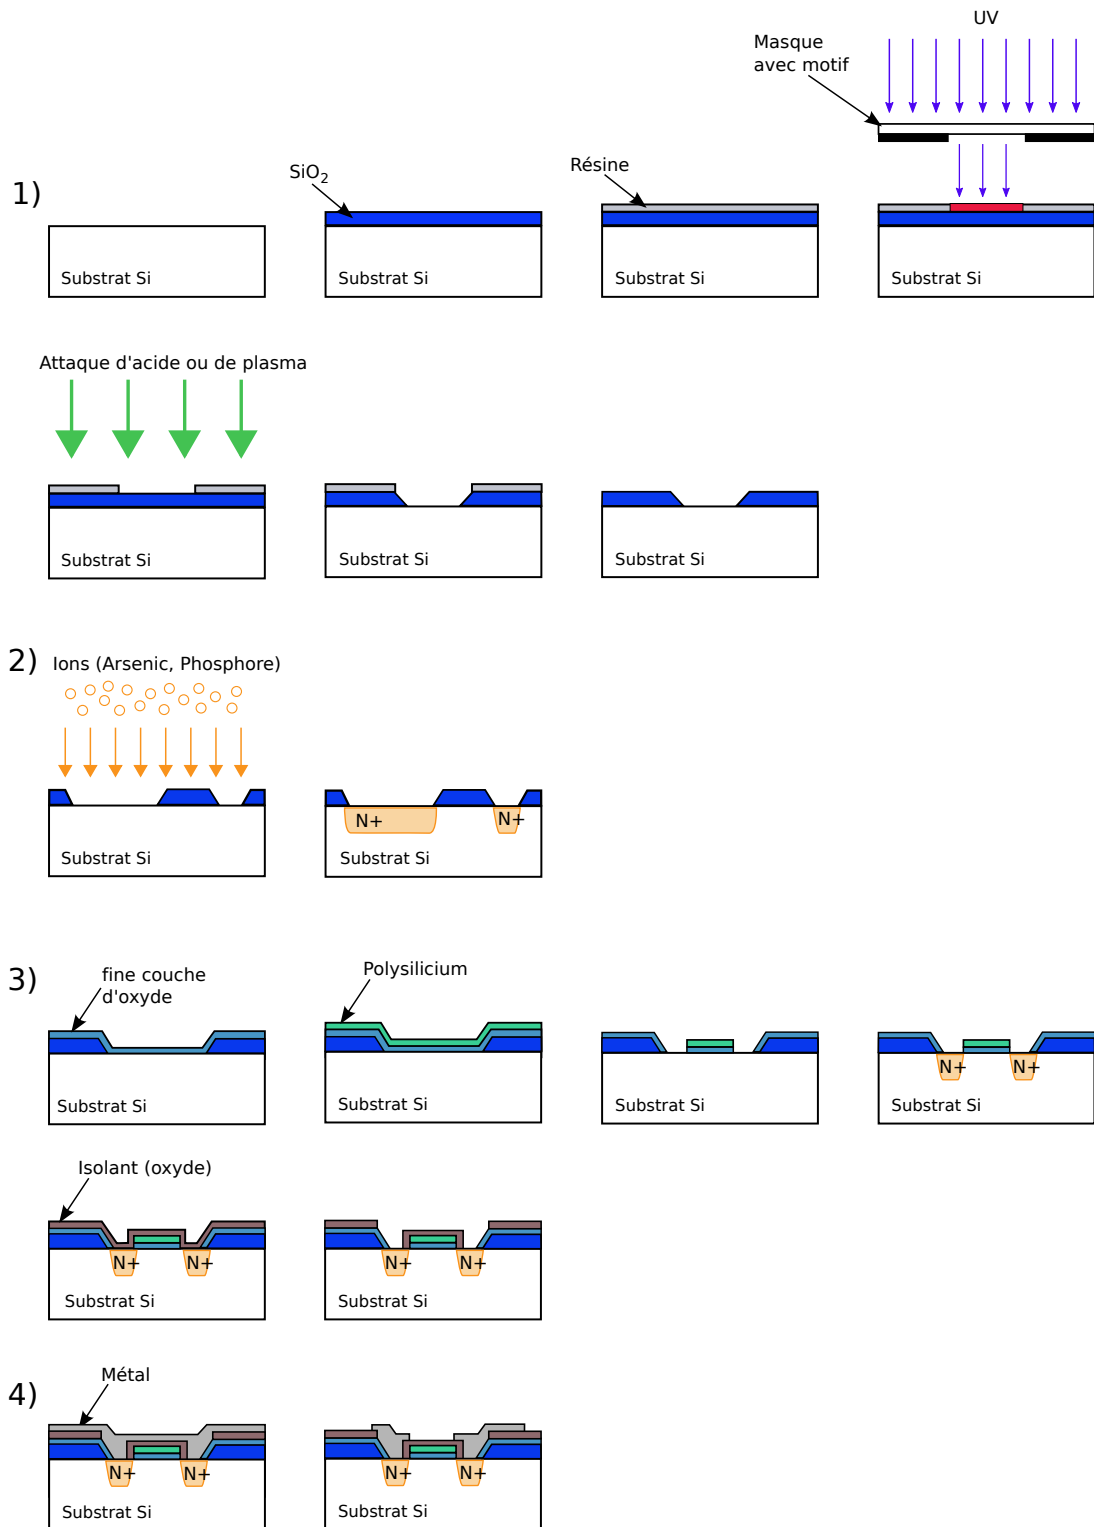 UV
Masque
avec motif
Résine
SiO₂
1)
Substrat Si
Substrat Si
Substrat Si
Substrat Si
Attaque d'acide ou de plasma
Substrat Si
Substrat Si
Substrat Si
2)
Ions (Arsenic, Phosphore)
Substrat Si
N+
N+
Substrat Si
3)
fine couche
d'oxyde
Polysilicium
Substrat Si
Substrat Si
Substrat Si
N+
N+
Substrat Si
Isolant (oxyde)
N+
N+
Substrat Si
N+
N+
Substrat Si
4)
Métal
N+
N+
Substrat Si
N+
N+
Substrat Si